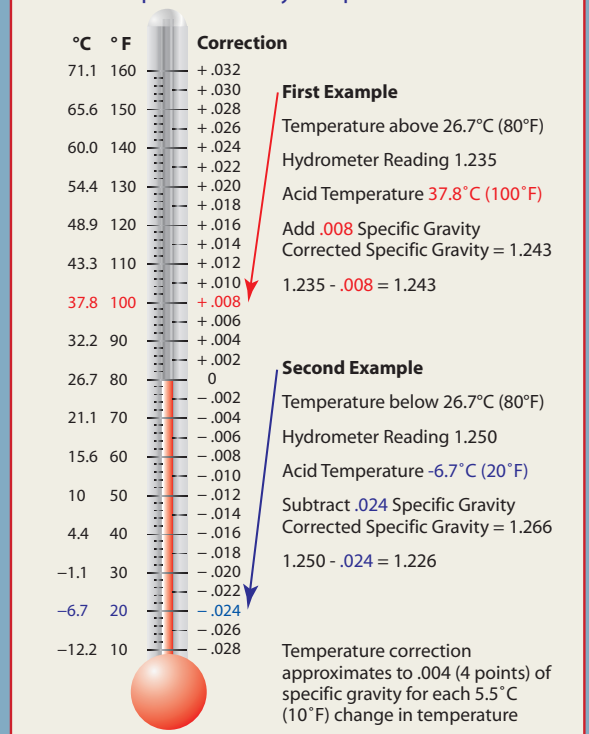 °C °F Correction
71.1 160 + .032
+ .030
65.6 150 + .028
+ .026
60.0 140 + .024
+ .022
54.4 130 + .020
+ .018
48.9 120 + .016
+ .014
43.3 110 + .012
+ .010
37.8 100 + .008
+ .006
32.2 90 + .004
+ .002
26.7 80 0
– .002
21.1 70 – .004
– .006
15.6 60 – .008
– .010
10 50 – .012
– .014
4.4 40 – .016
– .018
–1.1 30 – .020
– .022
–6.7 20 – .024
– .026
–12.2 10 – .028
First Example
Temperature above 26.7°C (80°F)
Hydrometer Reading 1.235
Acid Temperature 37.8˚C (100˚F)
Add .008 Specific Gravity
Corrected Specific Gravity = 1.243
1.235 - .008 = 1.243
Second Example
Temperature below 26.7°C (80°F)
Hydrometer Reading 1.250
Acid Temperature -6.7˚C (20˚F)
Subtract .024 Specific Gravity
Corrected Specific Gravity = 1.266
1.250 - .024 = 1.226
Temperature correction
approximates to .004 (4 points) of
specific gravity for each 5.5˚C
(10˚F) change in temperature